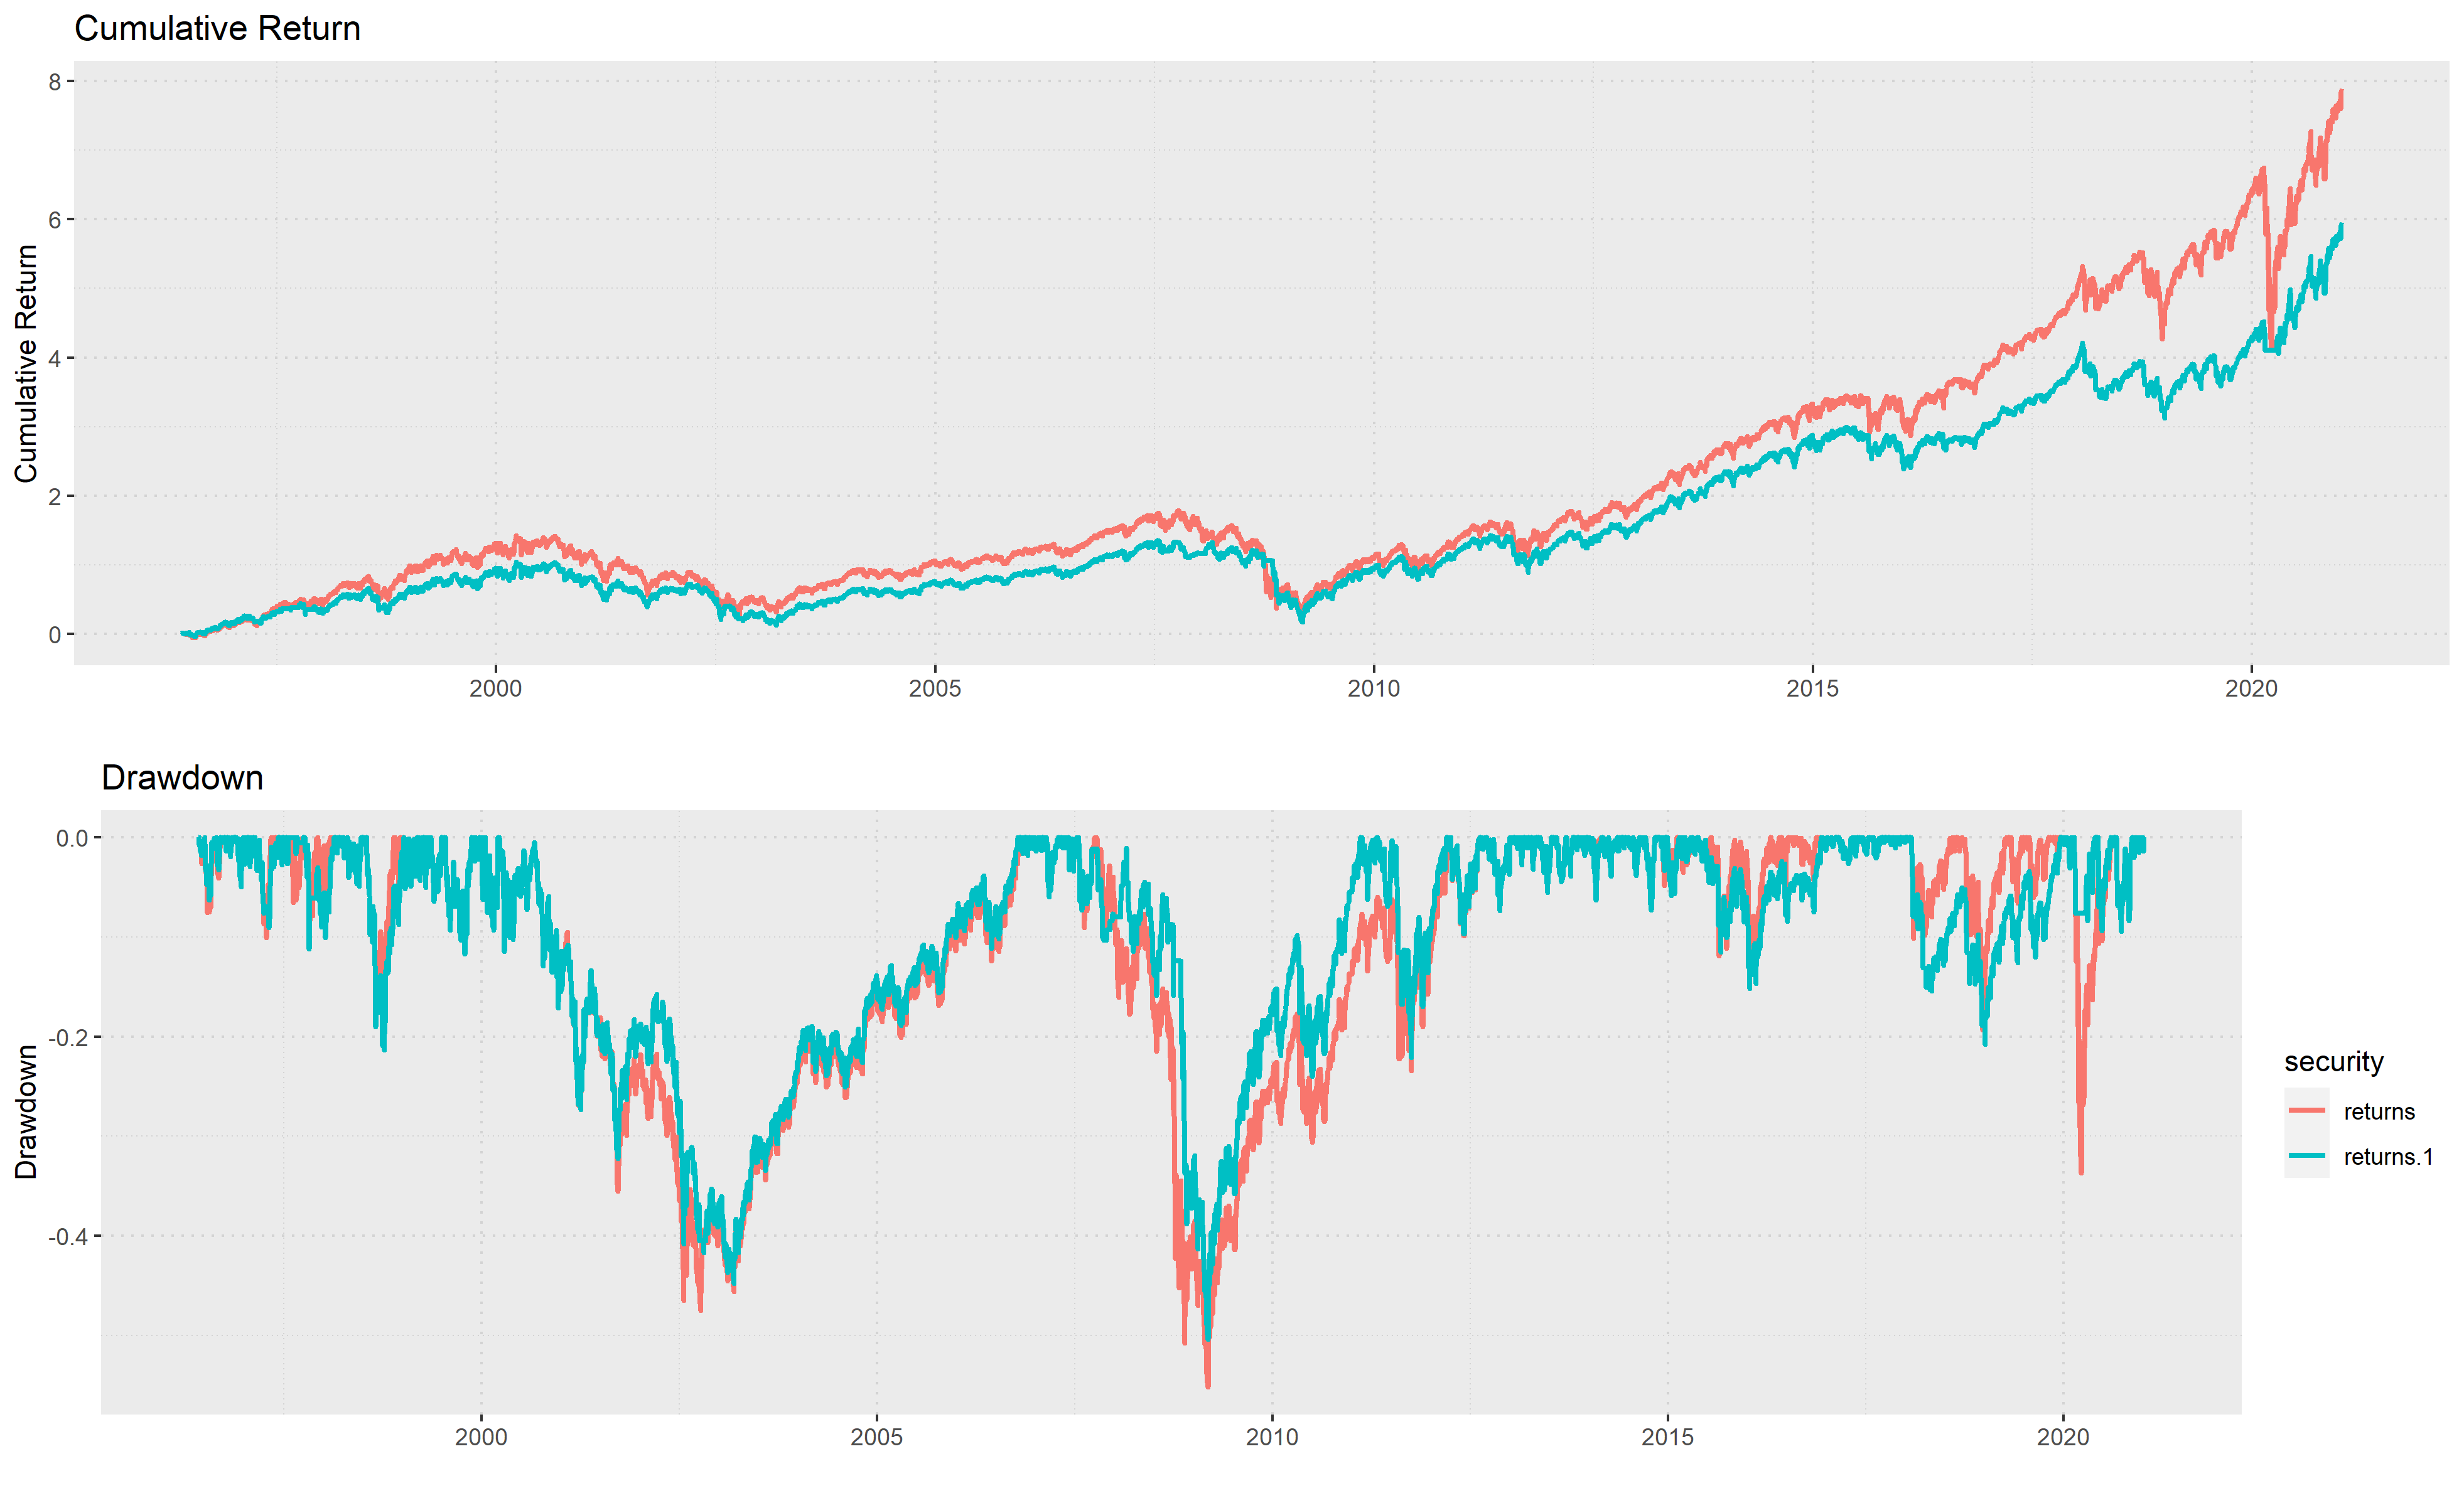 Cumulative Return
Cumulative Return
8
6
4
2
0
2000 2005 2010 2015 2020
Drawdown
Drawdown
0.0
-0.2
-0.4
2000 2005 2010 2015 2020
security
returns
returns.1